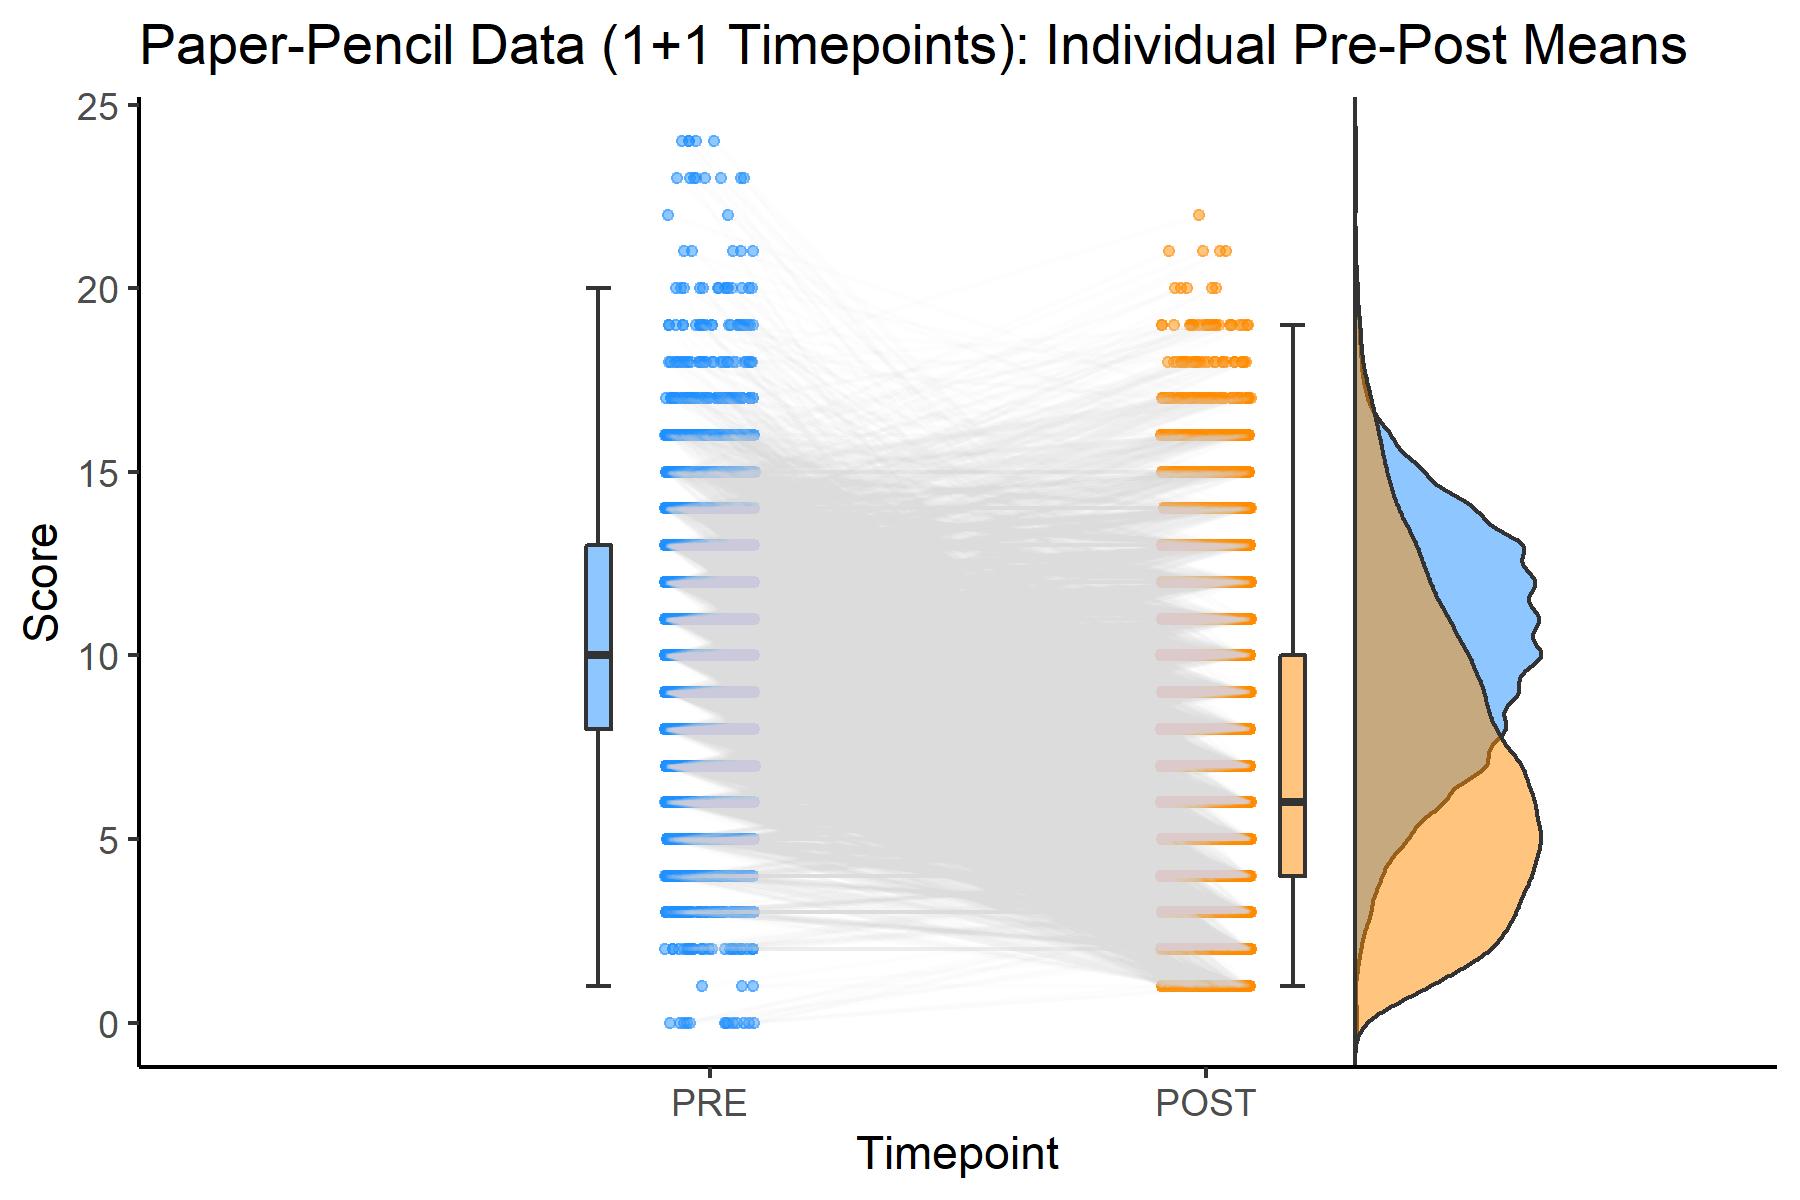 Paper-Pencil Data (1+1 Timepoints): Individual Pre-Post Means
25
20
15
10
5
0
Score
PRE
POST
Timepoint